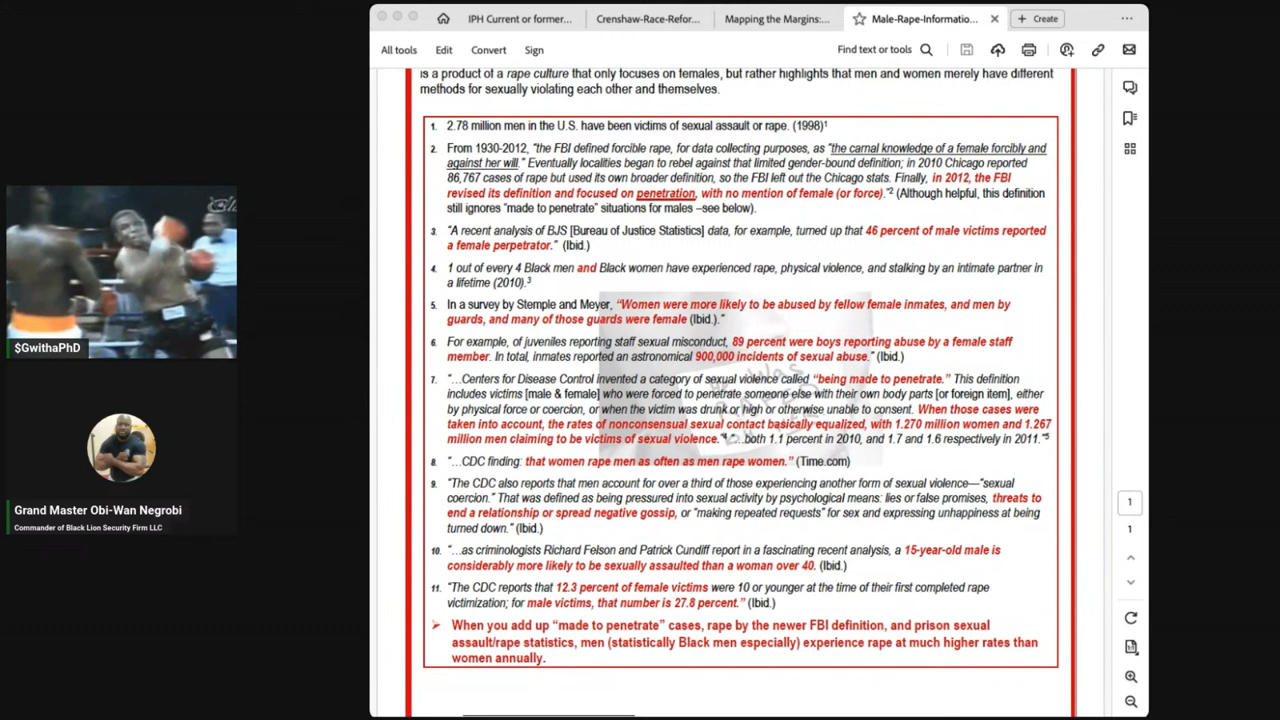 IPH Current or former...
Crenshaw-Race-Refor...
Mapping the Margins:...
Male-Rape-Informatio...
Create
All tools
Edit
Convert
Sign
Find text or tools
is a product of a rape culture that only focuses on females, but rather highlights that men and women merely have different
methods for sexually violating each other and themselves.
1. 2.78 million men in the U.S. have been victims of sexual assault or rape. (1998)1
2. From 1930-2012, “the FBI defined forcible rape, for data collecting purposes, as “the carnal knowledge of a female forcibly and
against her will.” Eventually localities began to rebel against that limited gender-bound definition; in 2010 Chicago reported
86,767 cases of rape but used its own broader definition, so the FBI left out the Chicago stats. Finally, in 2012, the FBI
revised its definition and focused on penetration, with no mention of female (or force).”2 (Although helpful, this definition
still ignores “made to penetrate” situations for males –see below).
3. “A recent analysis of BJS [Bureau of Justice Statistics] data, for example, turned up that 46 percent of male victims reported
a female perpetrator.” (Ibid.)
4. 1 out of every 4 Black men and Black women have experienced rape, physical violence, and stalking by an intimate partner in
a lifetime (2010).3
5. In a survey by Stemple and Meyer, “Women were more likely to be abused by fellow female inmates, and men by
guards, and many of those guards were female (Ibid.).”
6. For example, of juveniles reporting staff sexual misconduct, 89 percent were boys reporting abuse by a female staff
member. In total, inmates reported an astronomical 900,000 incidents of sexual abuse.” (Ibid.)
7. “…Centers for Disease Control invented a category of sexual violence called “being made to penetrate.” This definition
includes victims [male & female] who were forced to penetrate someone else with their own body parts [or foreign item], either
by physical force or coercion, or when the victim was drunk or high or otherwise unable to consent. When those cases were
taken into account, the rates of nonconsensual sexual contact basically equalized, with 1.270 million women and 1.267
million men claiming to be victims of sexual violence.”4 “…both 1.1 percent in 2010, and 1.7 and 1.6 respectively in 2011.”5
8. “…CDC finding: that women rape men as often as men rape women.” (Time.com)
9. “The CDC also reports that men account for over a third of those experiencing another form of sexual violence—“sexual
coercion.” That was defined as being pressured into sexual activity by psychological means: lies or false promises, threats to
end a relationship or spread negative gossip, or “making repeated requests” for sex and expressing unhappiness at being
turned down.” (Ibid.)
10. “…as criminologists Richard Felson and Patrick Cundiff report in a fascinating recent analysis, a 15-year-old male is
considerably more likely to be sexually assaulted than a woman over 40. (Ibid.)
11. “The CDC reports that 12.3 percent of female victims were 10 or younger at the time of their first completed rape
victimization; for male victims, that number is 27.8 percent.” (Ibid.)
➢ When you add up “made to penetrate” cases, rape by the newer FBI definition, and prison sexual
assault/rape statistics, men (statistically Black men especially) experience rape at much higher rates than
women annually.
1
1
$GwithaPhD
Grand Master Obi-Wan Negrobi
Commander of Black Lion Security Firm LLC